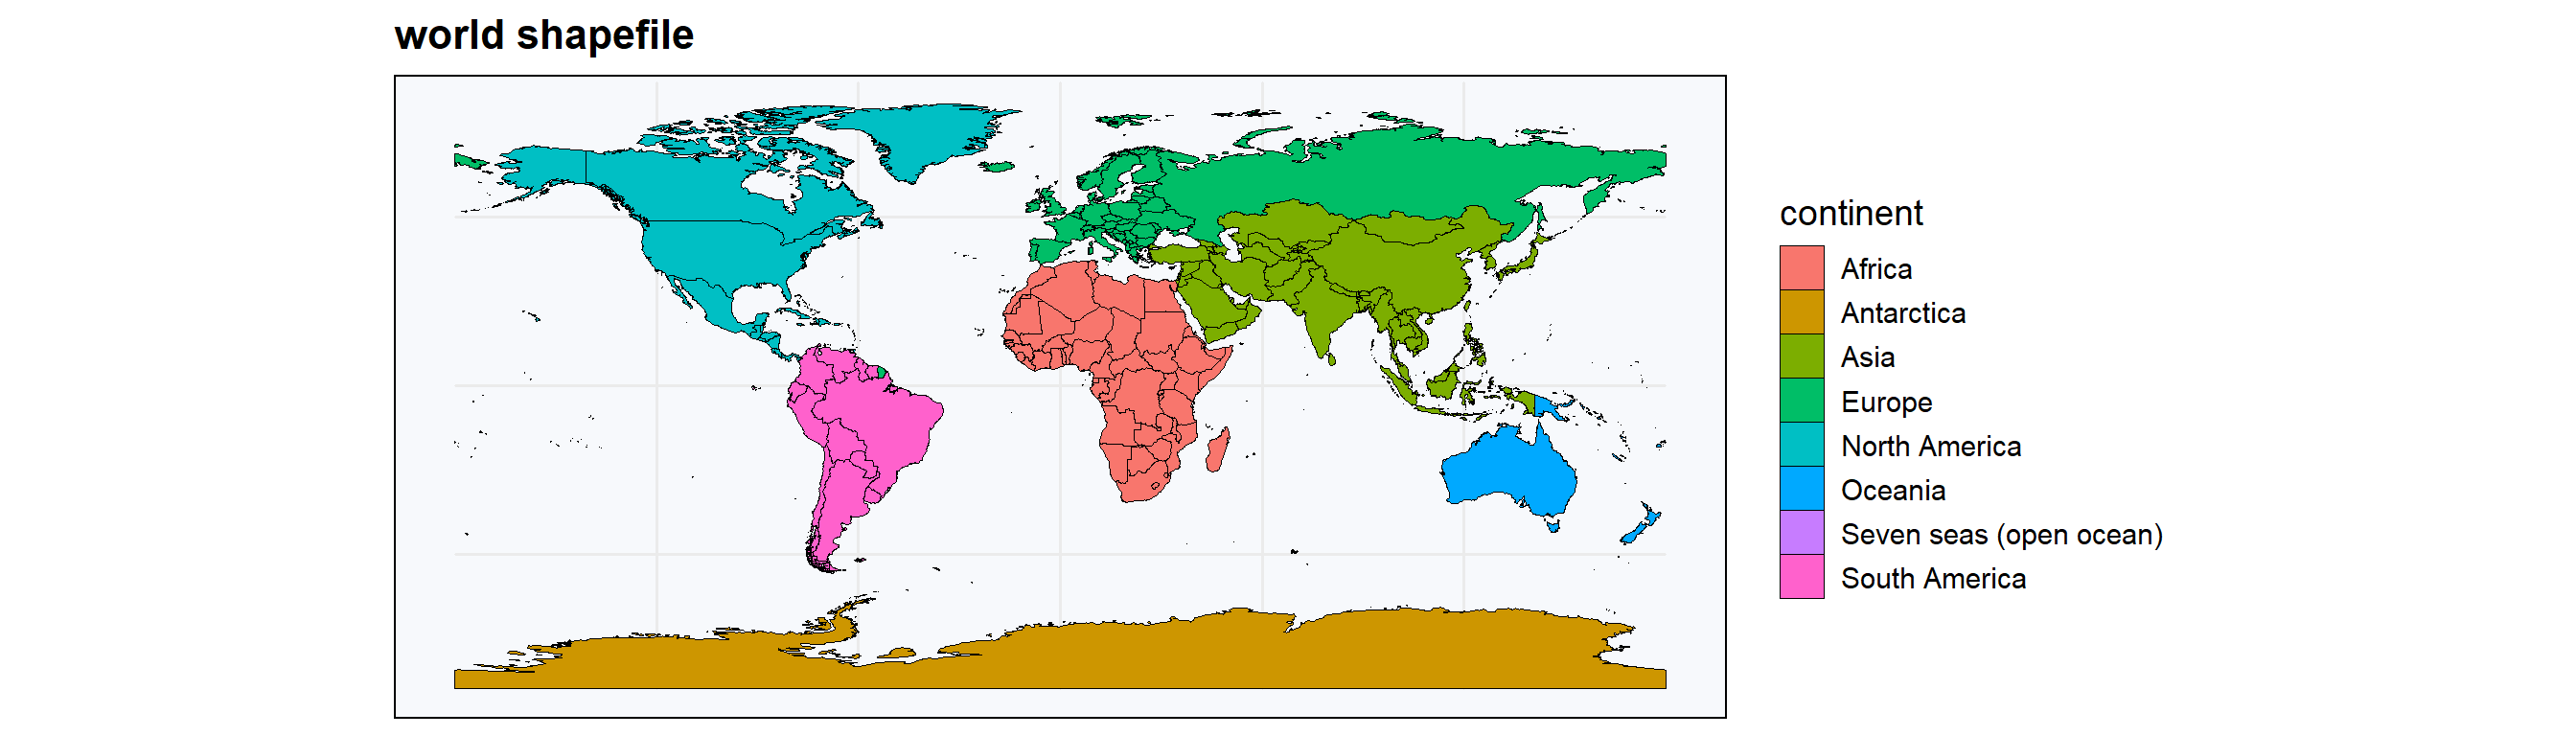 world shapefile
continent
Africa
Antarctica
Asia
Europe
North America
Oceania
Seven seas (open ocean)
South America